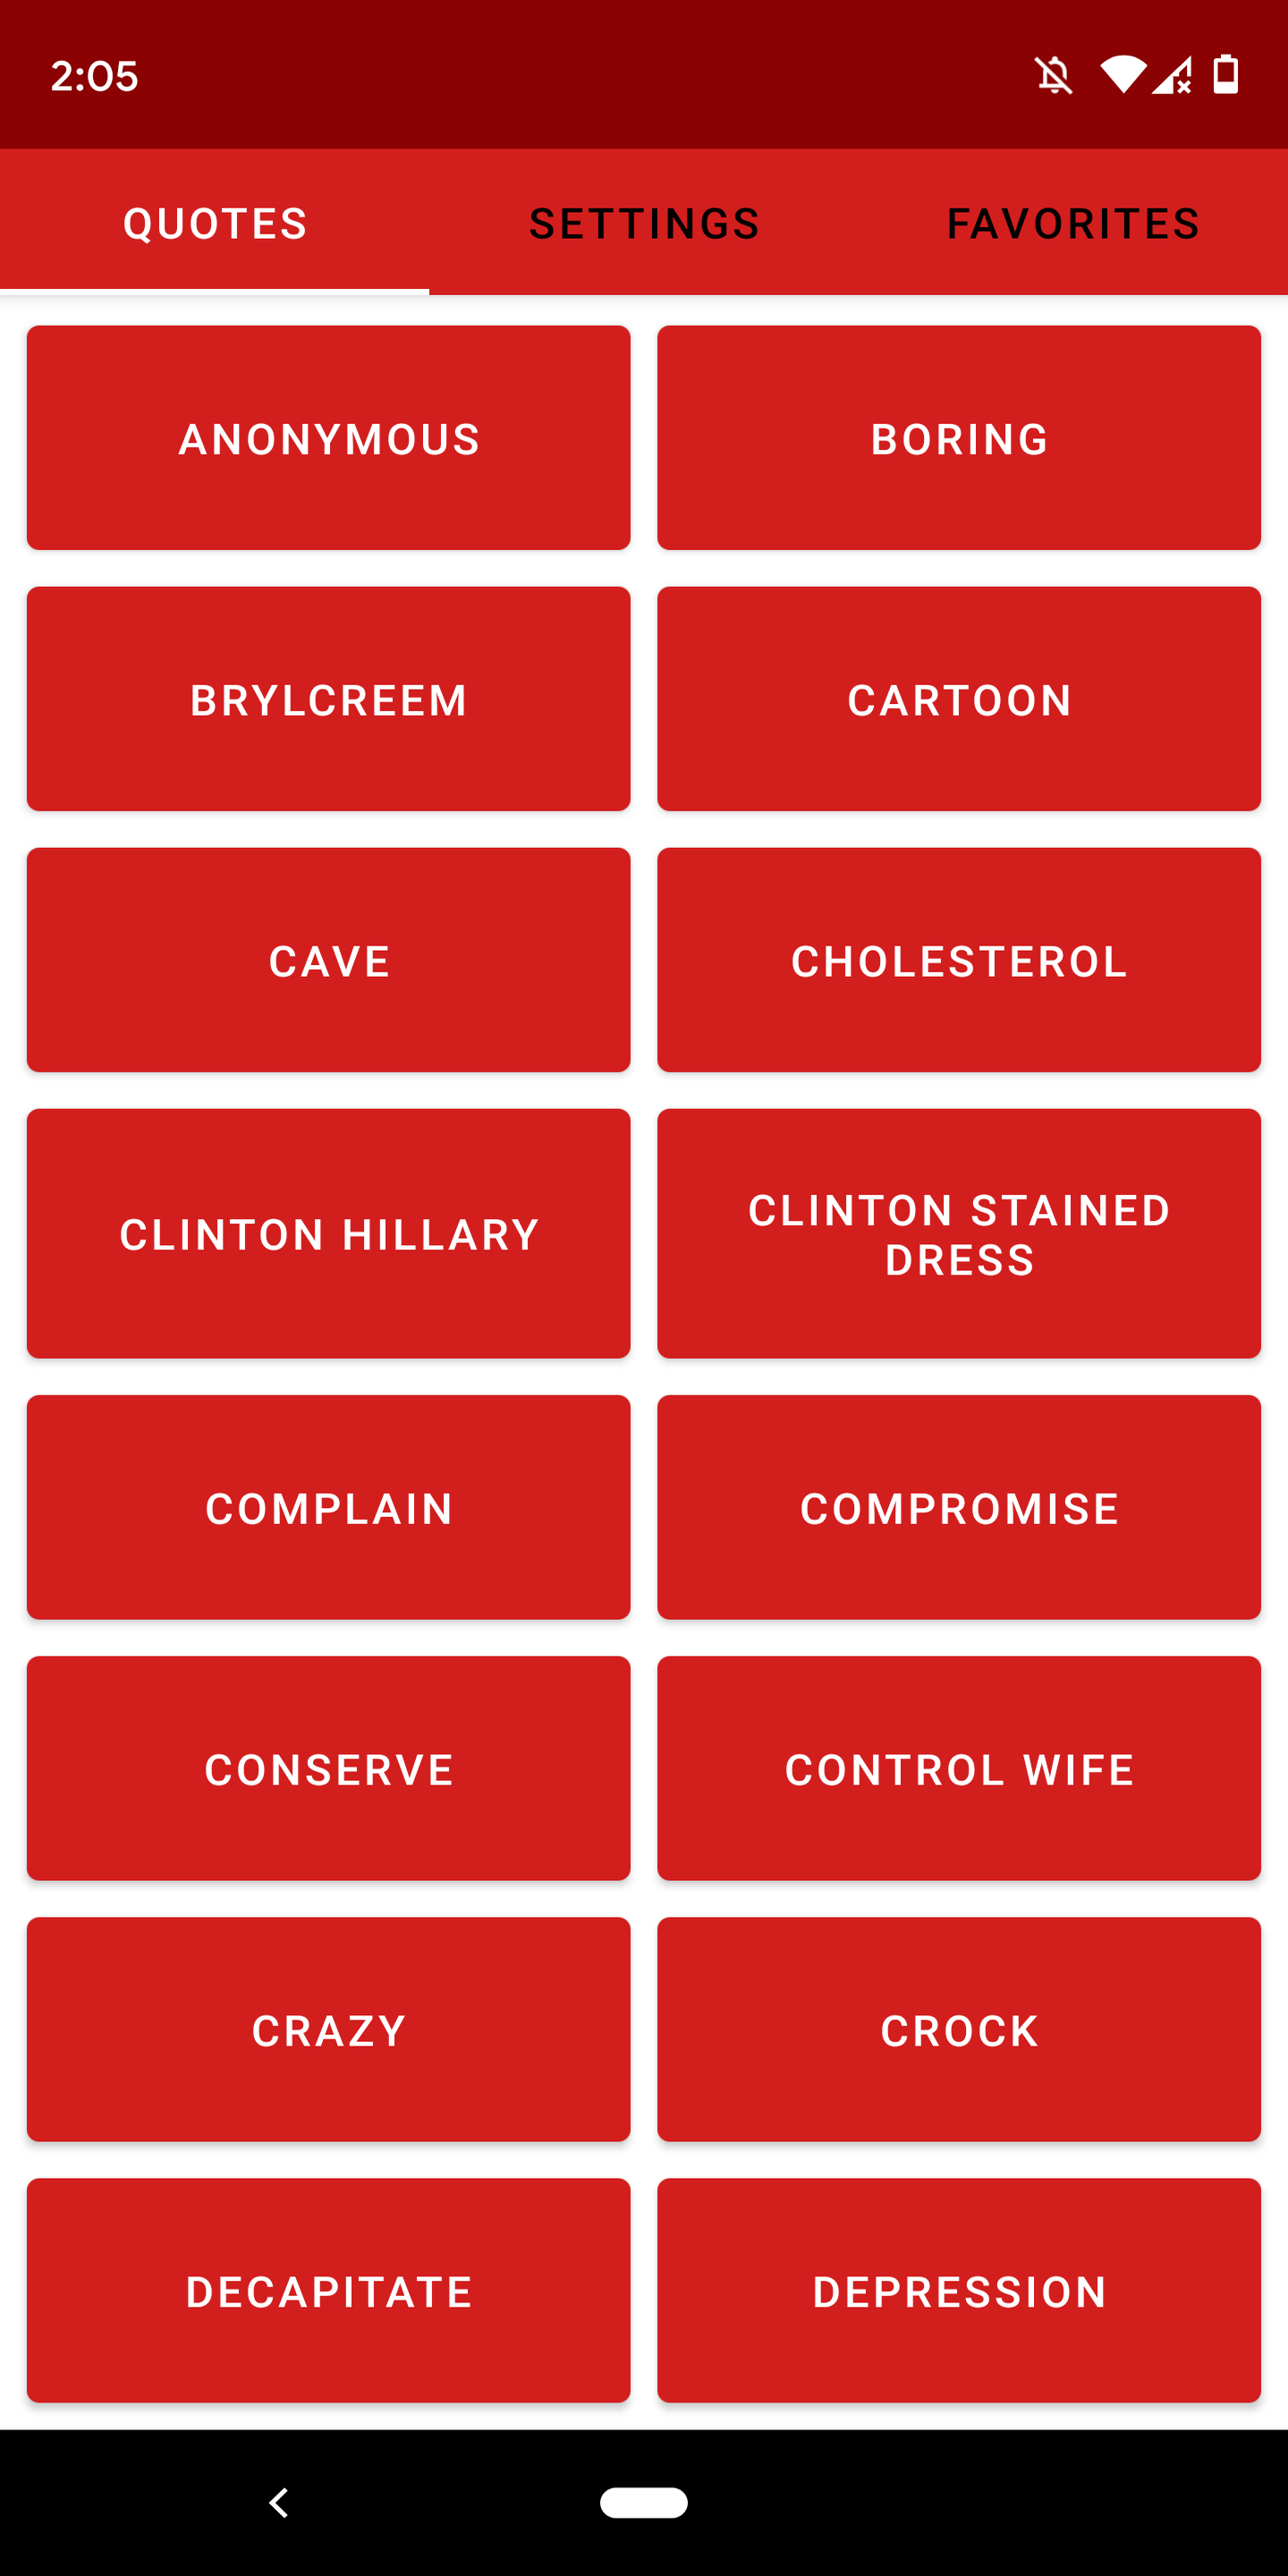 2:05
QUOTES
SETTINGS
FAVORITES
ANONYMOUS
BORING
BRYLCREEM
CARTOON
CAVE
CHOLESTEROL
CLINTON HILLARY
CLINTON STAINED
DRESS
COMPLAIN
COMPROMISE
CONSERVE
CONTROL WIFE
CRAZY
CROCK
DECAPITATE
DEPRESSION